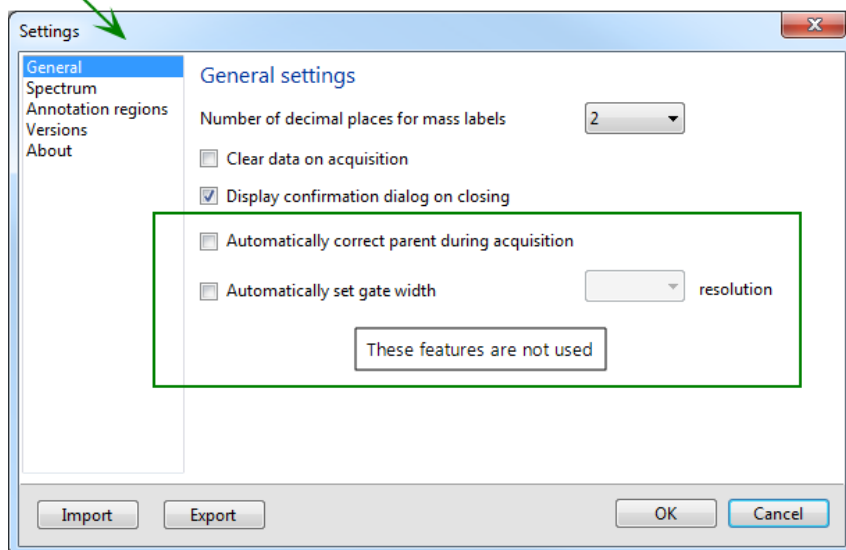 Settings
General
Spectrum
Annotation regions
Versions
About
General settings
Number of decimal places for mass labels 2
Clear data on acquisition
Display confirmation dialog on closing
Automatically correct parent during acquisition
Automatically set gate width resolution
These features are not used
Import Export OK Cancel